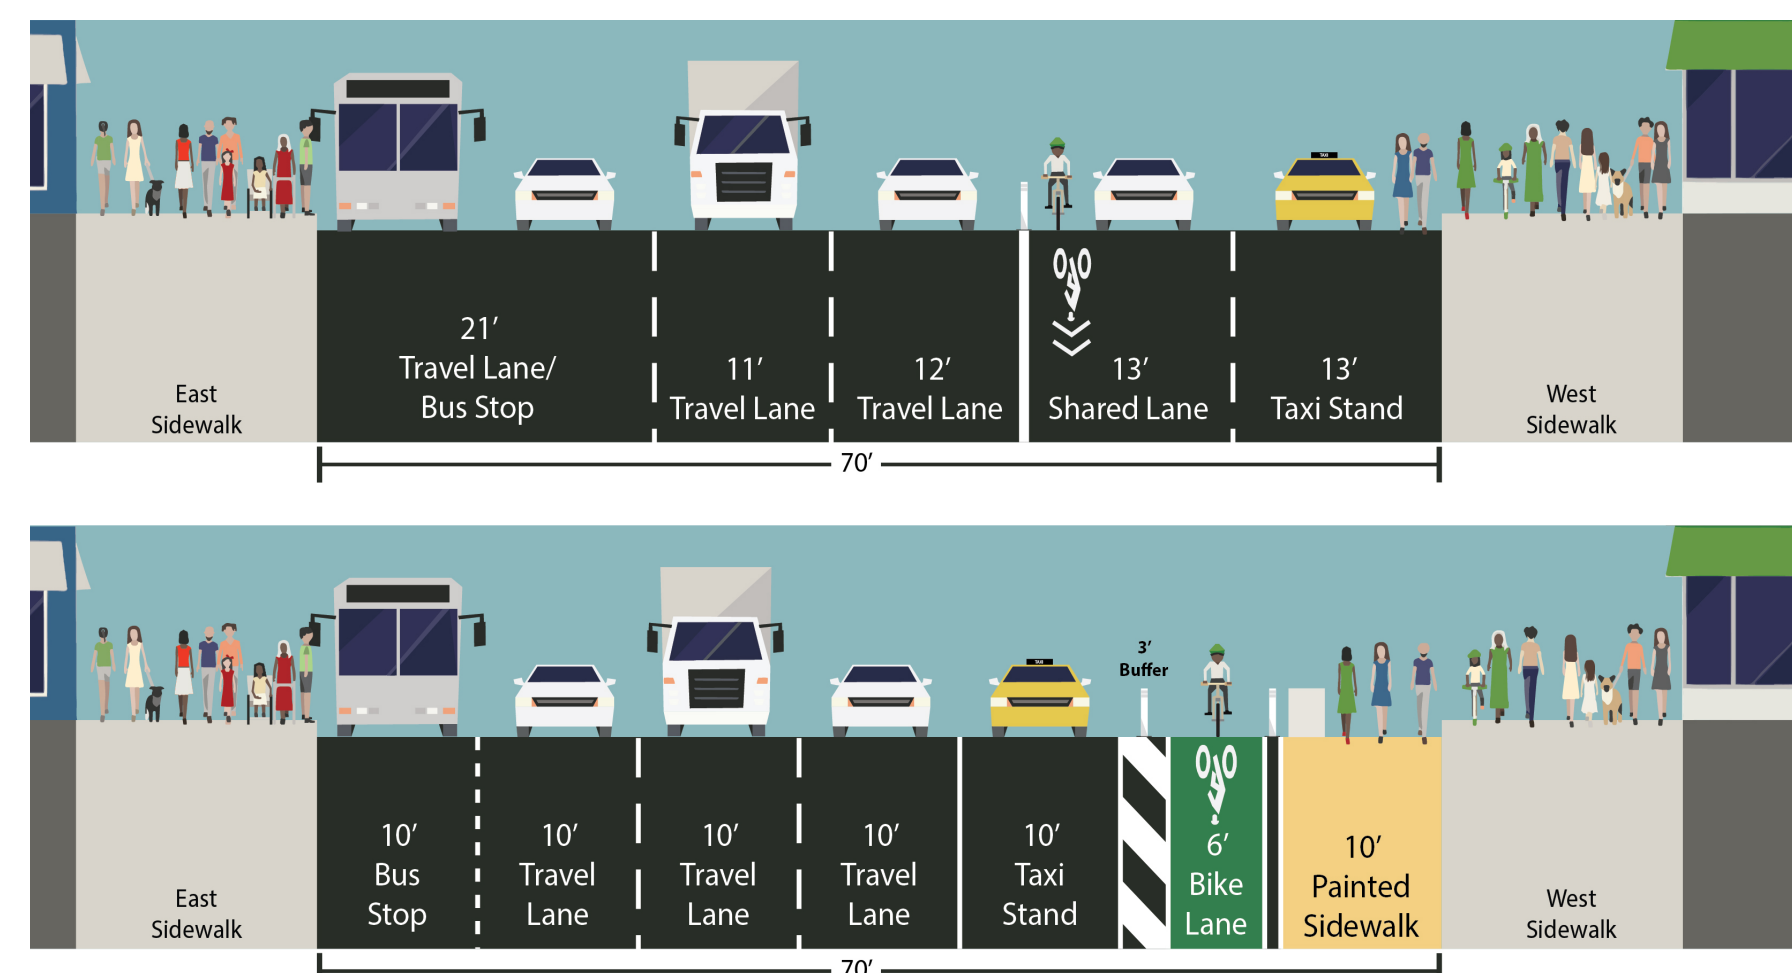 TAXI
21’
Travel Lane/
Bus Stop
11’
Travel Lane
12’
Travel Lane
13’
Shared Lane
13’
Taxi Stand
East
Sidewalk
West
Sidewalk
70’
TAXI
3’
Buffer
10’
Bus
Stop
10’
Travel
Lane
10’
Travel
Lane
10’
Travel
Lane
10’
Taxi
Stand
6’
Bike
Lane
10’
Painted
Sidewalk
East
Sidewalk
West
Sidewalk
70’